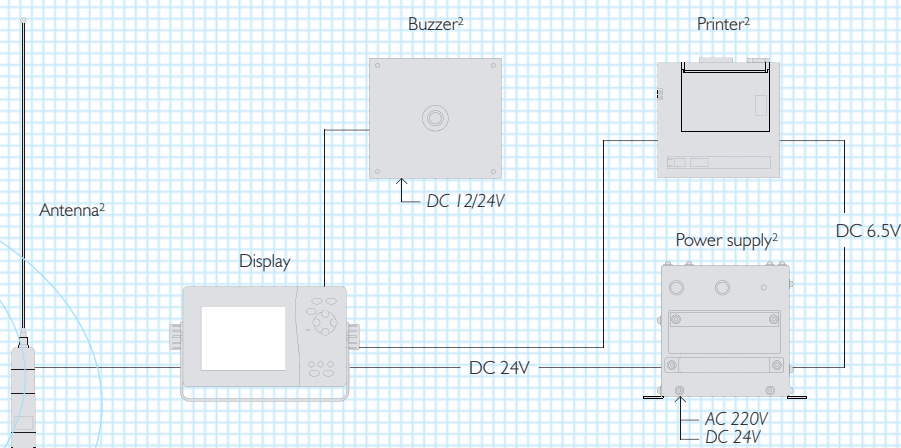 Buzzer²
Printer²
DC 12/24V
Antenna²
DC 6.5V
Power supply²
Display
DC 24V
AC 220V
DC 24V